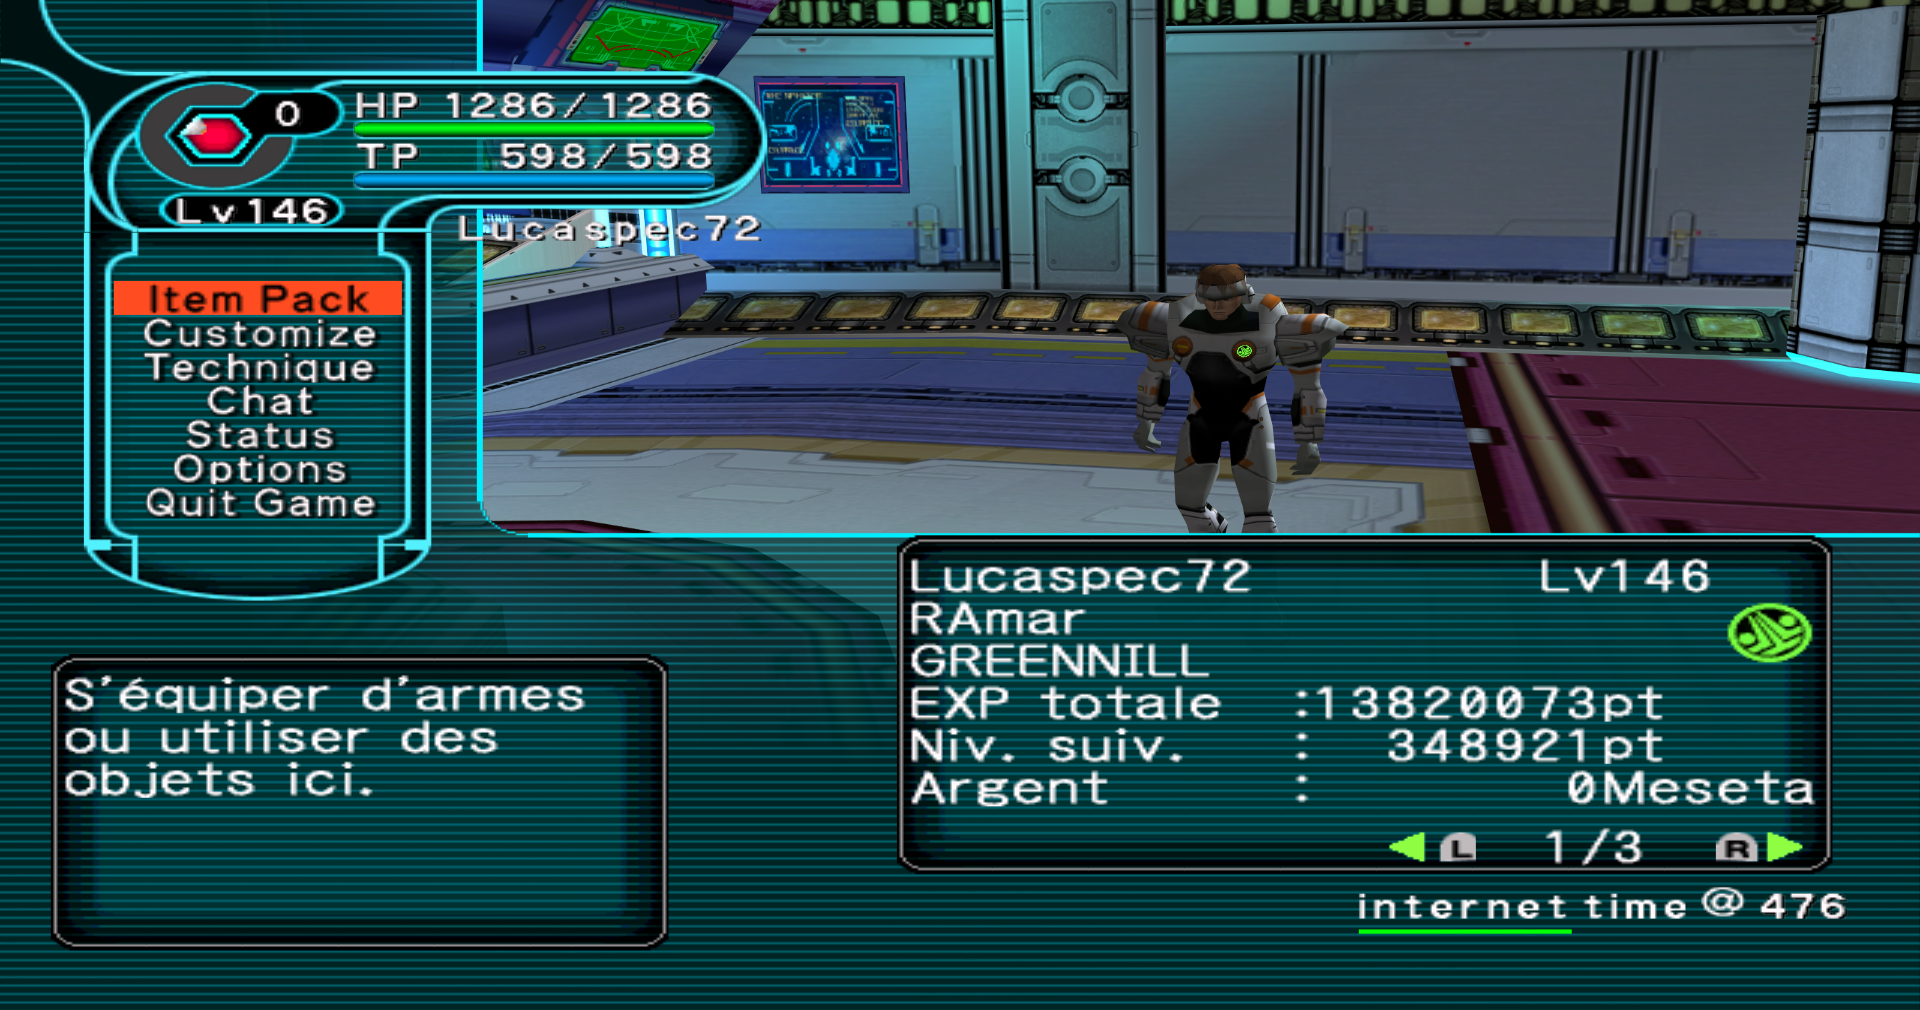 0
HP 1286/1286
TP 598/598
Lv146
Lucaspec72
Item Pack
Customize
Technique
Chat
Status
Options
Quit Game
S'équiper d'armes
ou utiliser des
objets ici.
Lucaspec72 Lv146
RAmar
GREENNILL
EXP totale :13820073pt
Niv. suiv. : 348921pt
Argent : 0Meseta
L 1/3 R
internet time @ 476